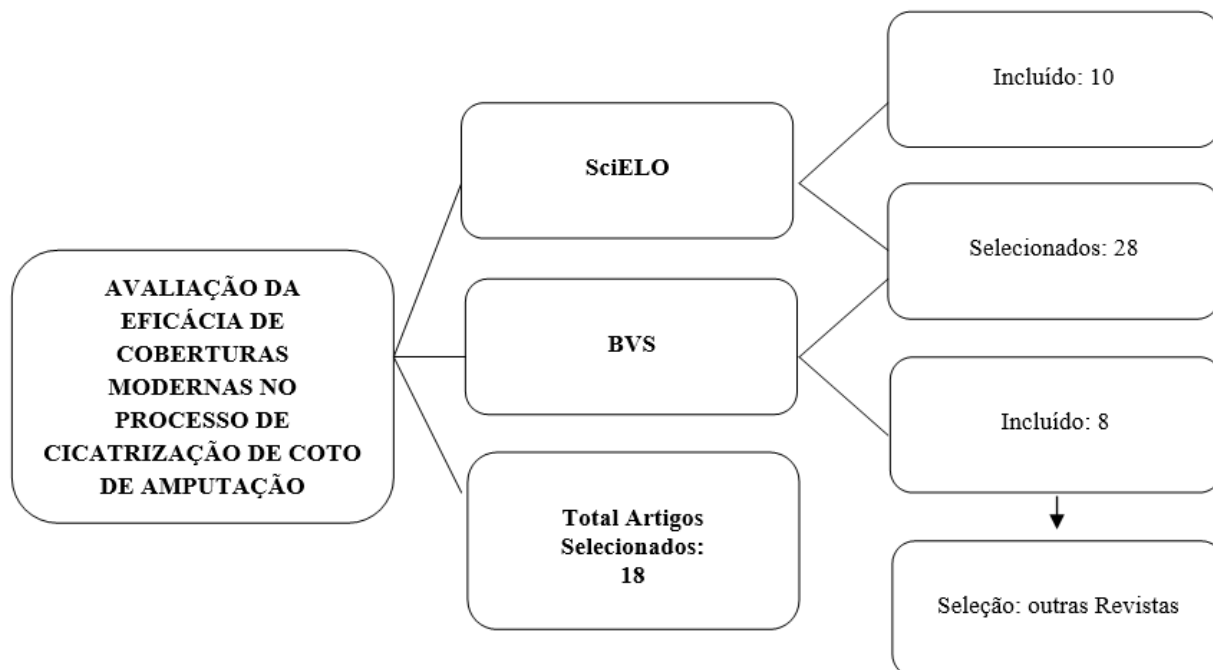 AVALIAÇÃO DA
EFICÁCIA DE
COBERTURAS
MODERNAS NO
PROCESSO DE
CICATRIZAÇÃO DE COTO
DE AMPUTAÇÃO
SciELO
BVS
Total Artigos
Selecionados:
18
Incluído: 10
Selecionados: 28
Incluído: 8
Seleção: outras Revistas